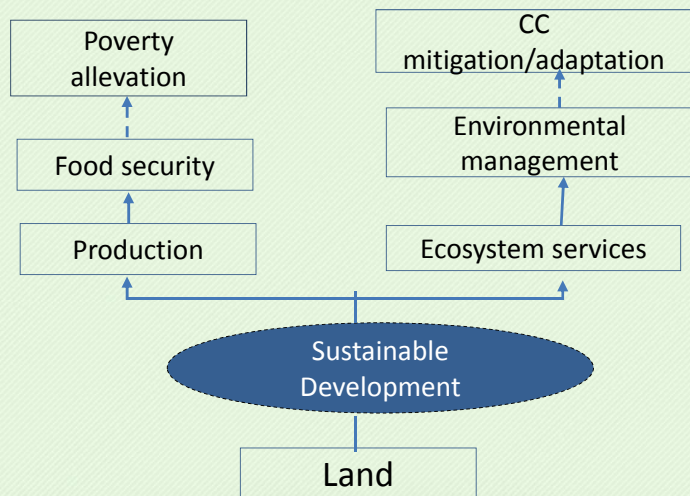 Poverty
allevation
CC
mitigation/adaptation
Food security
Environmental
management
Production
Ecosystem services
Sustainable
Development
Land